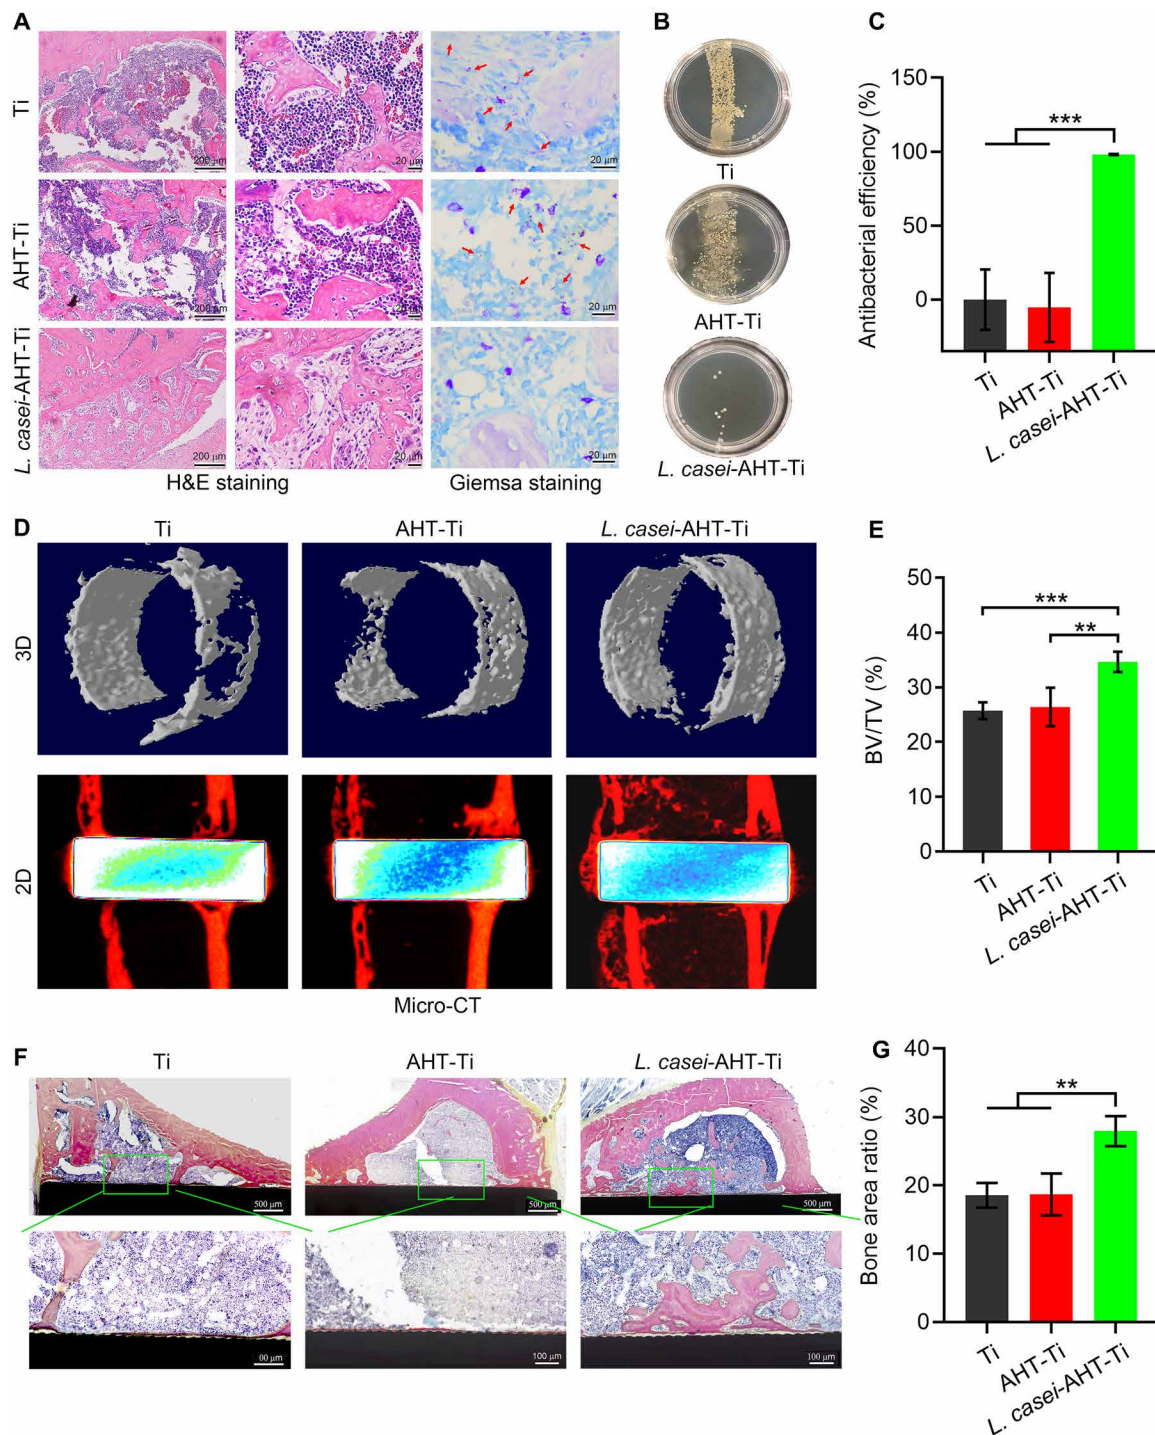 A
Ti
AHT-Ti
L. casei-AHT-Ti
200 μm
20 μm
20 μm
200 μm
20 μm
20 μm
200 μm
20 μm
20 μm
H&E staining
Giemsa staining
B
Ti
AHT-Ti
L. casei-AHT-Ti
C
Antibacterial efficiency (%)
150
100
50
0
***
Ti
AHT-Ti
L. casei-AHT-Ti
D
Ti
AHT-Ti
L. casei-AHT-Ti
3D
2D
Micro-CT
E
BV/TV (%)
50
40
30
20
10
0
***
**
Ti
AHT-Ti
L. casei-AHT-Ti
F
Ti
AHT-Ti
L. casei-AHT-Ti
500 μm
500 μm
500 μm
00 μm
100 μm
100 μm
G
Bone area ratio (%)
40
30
20
10
0
**
Ti
AHT-Ti
L. casei-AHT-Ti